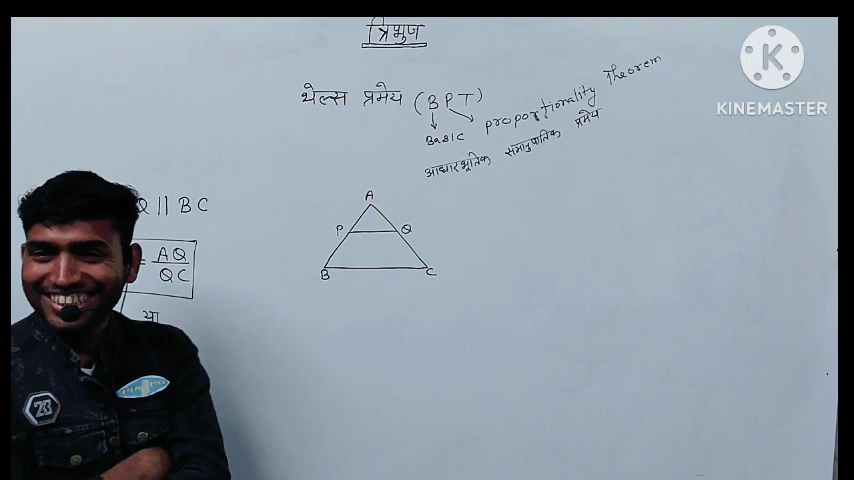 त्रिभुज
थेल्स प्रमेय (BPT)
Basic proportionality Theorem
आधारभूतिक समानुपातिक प्रमेय
Q || BC
= AQ
QC
या
A
P Q
B C
K
KINEMASTER